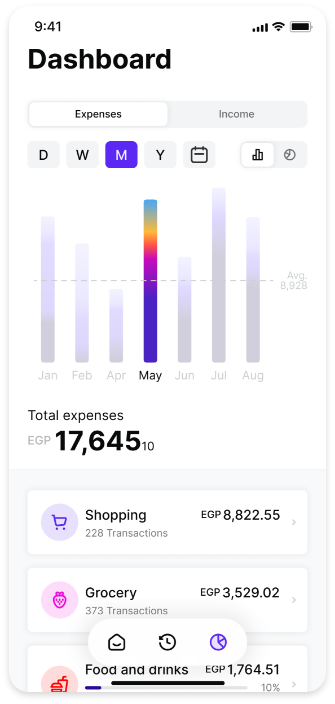 9:41
Dashboard
Expenses Income
D W M Y
Avg.
8,928
Jan Feb Apr May Jun Jul Aug
Total expenses
EGP 17,64510
Shopping EGP 8,822.55
228 Transactions
Grocery EGP 3,529.02
373 Transactions
Food and drinks EGP 1,764.51
10%